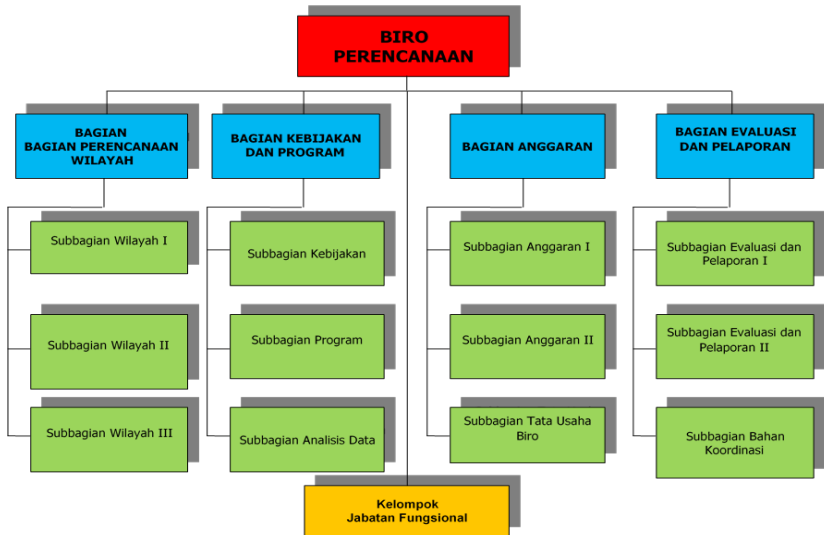 BIRO
PERENCANAAN
BAGIAN
BAGIAN PERENCANAAN
WILAYAH
BAGIAN KEBIJAKAN
DAN PROGRAM
BAGIAN ANGGARAN
BAGIAN EVALUASI
DAN PELAPORAN
Subbagian Wilayah I
Subbagian Wilayah II
Subbagian Wilayah III
Subbagian Kebijakan
Subbagian Program
Subbagian Analisis Data
Subbagian Anggaran I
Subbagian Anggaran II
Subbagian Tata Usaha
Biro
Subbagian Evaluasi dan
Pelaporan I
Subbagian Evaluasi dan
Pelaporan II
Subbagian Bahan
Koordinasi
Kelompok
Jabatan Fungsional